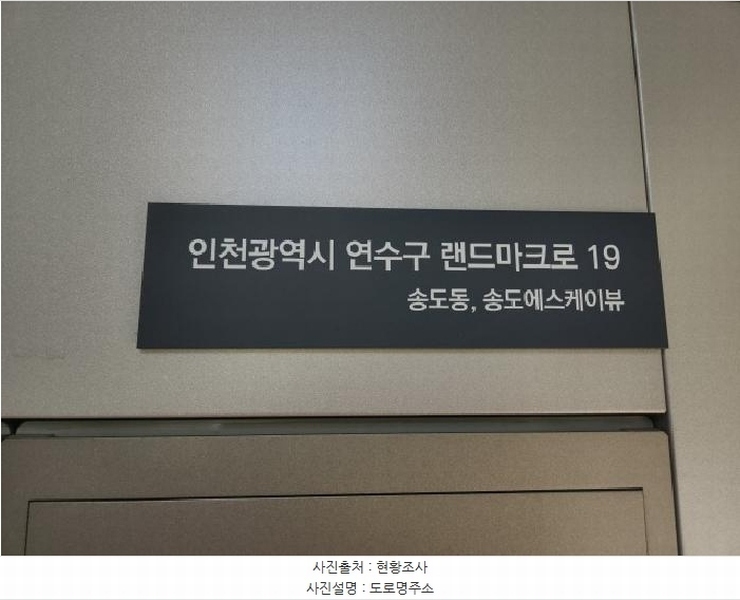 인천광역시 연수구 랜드마크로 19
송도동, 송도에스케이뷰
사진출처 : 현황조사
사진설명 : 도로명주소